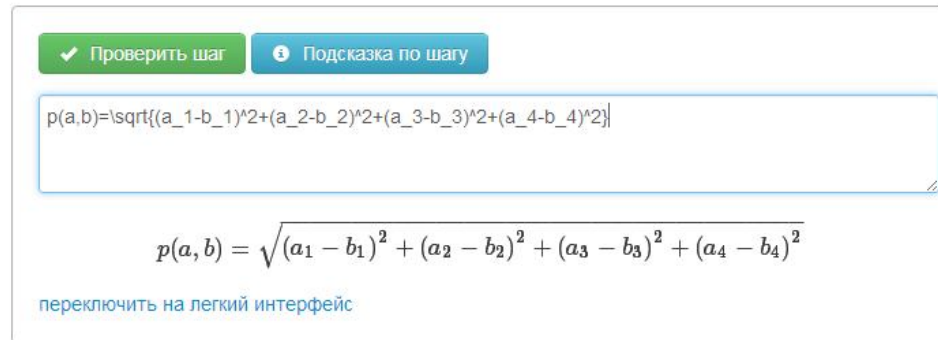 Проверить шаг
Подсказка по шагу
p(a,b)=\sqrt{(a_1-b_1)^2+(a_2-b_2)^2+(a_3-b_3)^2+(a_4-b_4)^2}
p(a, b) = √((a₁ − b₁)² + (a₂ − b₂)² + (a₃ − b₃)² + (a₄ − b₄)²)
переключить на легкий интерфейс